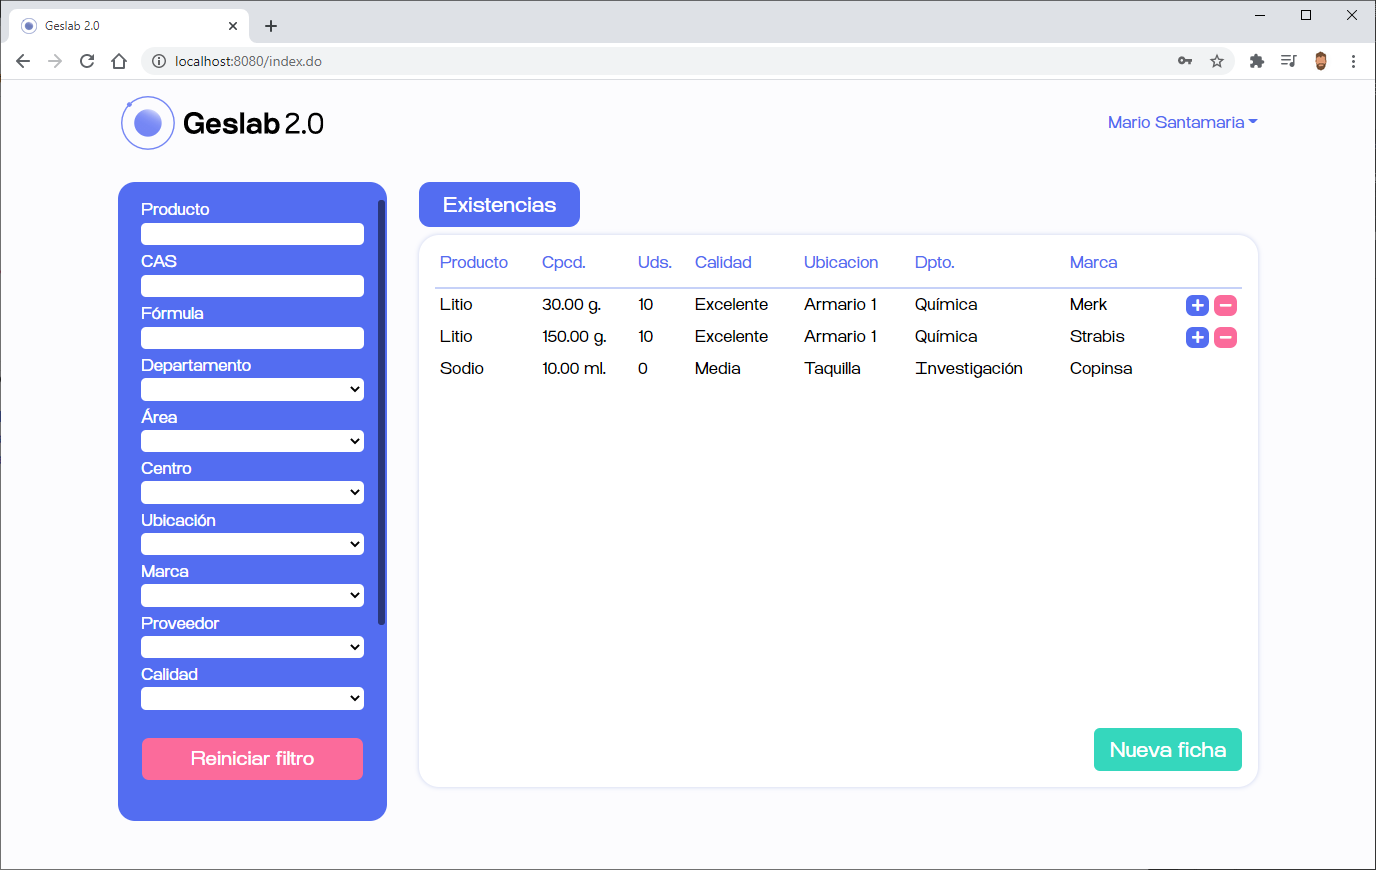 Geslab 2.0
localhost:8080/index.do
Geslab 2.0
Mario Santamaria
Producto
CAS
Fórmula
Departamento
Área
Centro
Ubicación
Marca
Proveedor
Calidad
Reiniciar filtro
Existencias
Producto Cpcd. Uds. Calidad Ubicacion Dpto. Marca
Litio 30.00 g. 10 Excelente Armario 1 Química Merk
Litio 150.00 g. 10 Excelente Armario 1 Química Strabis
Sodio 10.00 ml. 0 Media Taquilla Investigación Copinsa
Nueva ficha